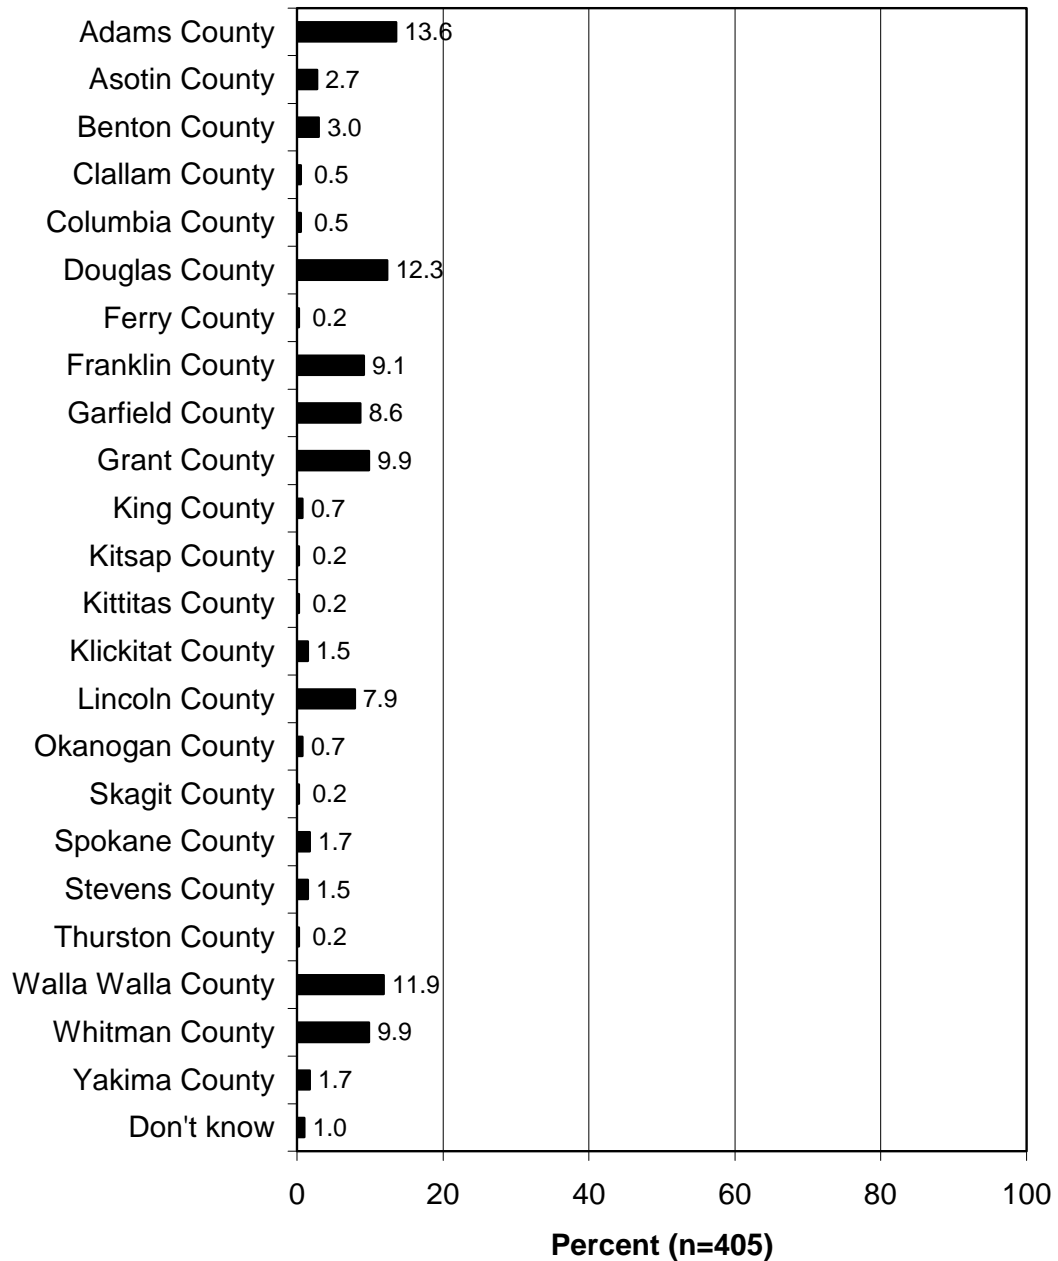 Adams County 13.6
Asotin County 2.7
Benton County 3.0
Clallam County 0.5
Columbia County 0.5
Douglas County 12.3
Ferry County 0.2
Franklin County 9.1
Garfield County 8.6
Grant County 9.9
King County 0.7
Kitsap County 0.2
Kittitas County 0.2
Klickitat County 1.5
Lincoln County 7.9
Okanogan County 0.7
Skagit County 0.2
Spokane County 1.7
Stevens County 1.5
Thurston County 0.2
Walla Walla County 11.9
Whitman County 9.9
Yakima County 1.7
Don't know 1.0
0 20 40 60 80 100
Percent (n=405)